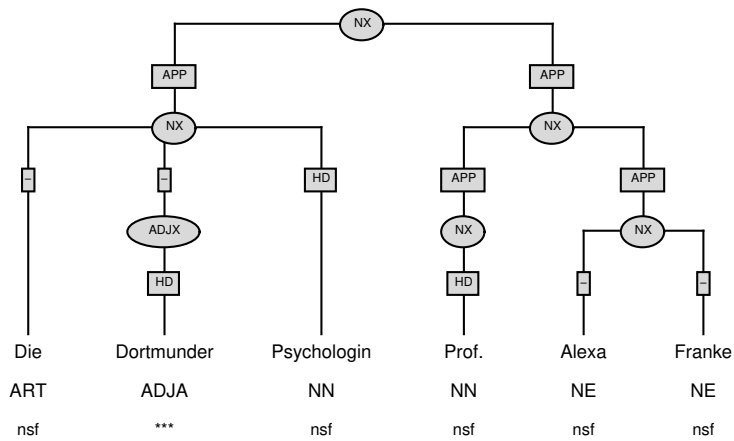 NX
APP APP
NX NX
– – HD APP APP
ADJX NX NX
HD HD – –
Die Dortmunder Psychologin Prof. Alexa Franke
ART ADJA NN NN NE NE
nsf *** nsf nsf nsf nsf